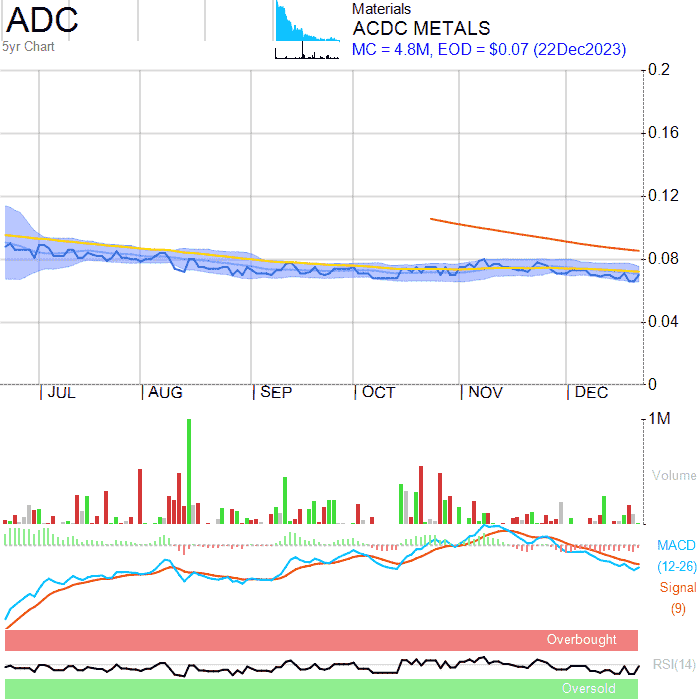 ADC
5yr Chart
Materials
ACDC METALS
MC = 4.8M, EOD = $0.07 (22Dec2023)
0.2
0.16
0.12
0.08
0.04
0
JUL AUG SEP OCT NOV DEC
1M
Volume
MACD
(12-26)
Signal
(9)
Overbought
RSI(14)
Oversold